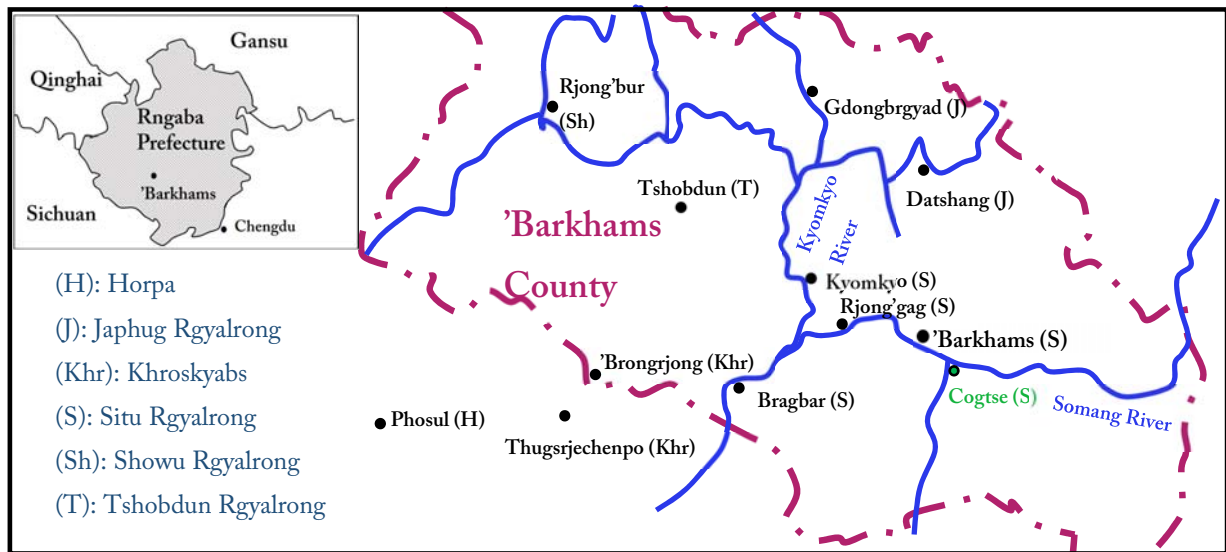 Gansu
Qinghai
Rngaba
Prefecture
'Barkhams
Sichuan
Chengdu
(H): Horpa
(J): Japhug Rgyalrong
(Khr): Khroskyabs
(S): Situ Rgyalrong
(Sh): Showu Rgyalrong
(T): Tshobdun Rgyalrong
Rjong'bur
(Sh)
Gdongbrgyad (J)
Tshobdun (T)
Datshang (J)
'Barkhams
County
Kyomkyo
River
Kyomkyo (S)
Rjong'gag (S)
'Barkhams (S)
'Brongrjong (Khr)
Bragbar (S)
Cogtse (S)
Somang River
Phosul (H)
Thugsrjechenpo (Khr)